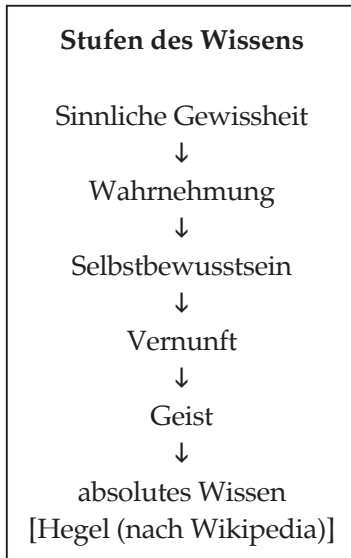 Stufen des Wissens
Sinnliche Gewissheit
↓
Wahrnehmung
↓
Selbstbewusstsein
↓
Vernunft
↓
Geist
↓
absolutes Wissen
[Hegel (nach Wikipedia)]